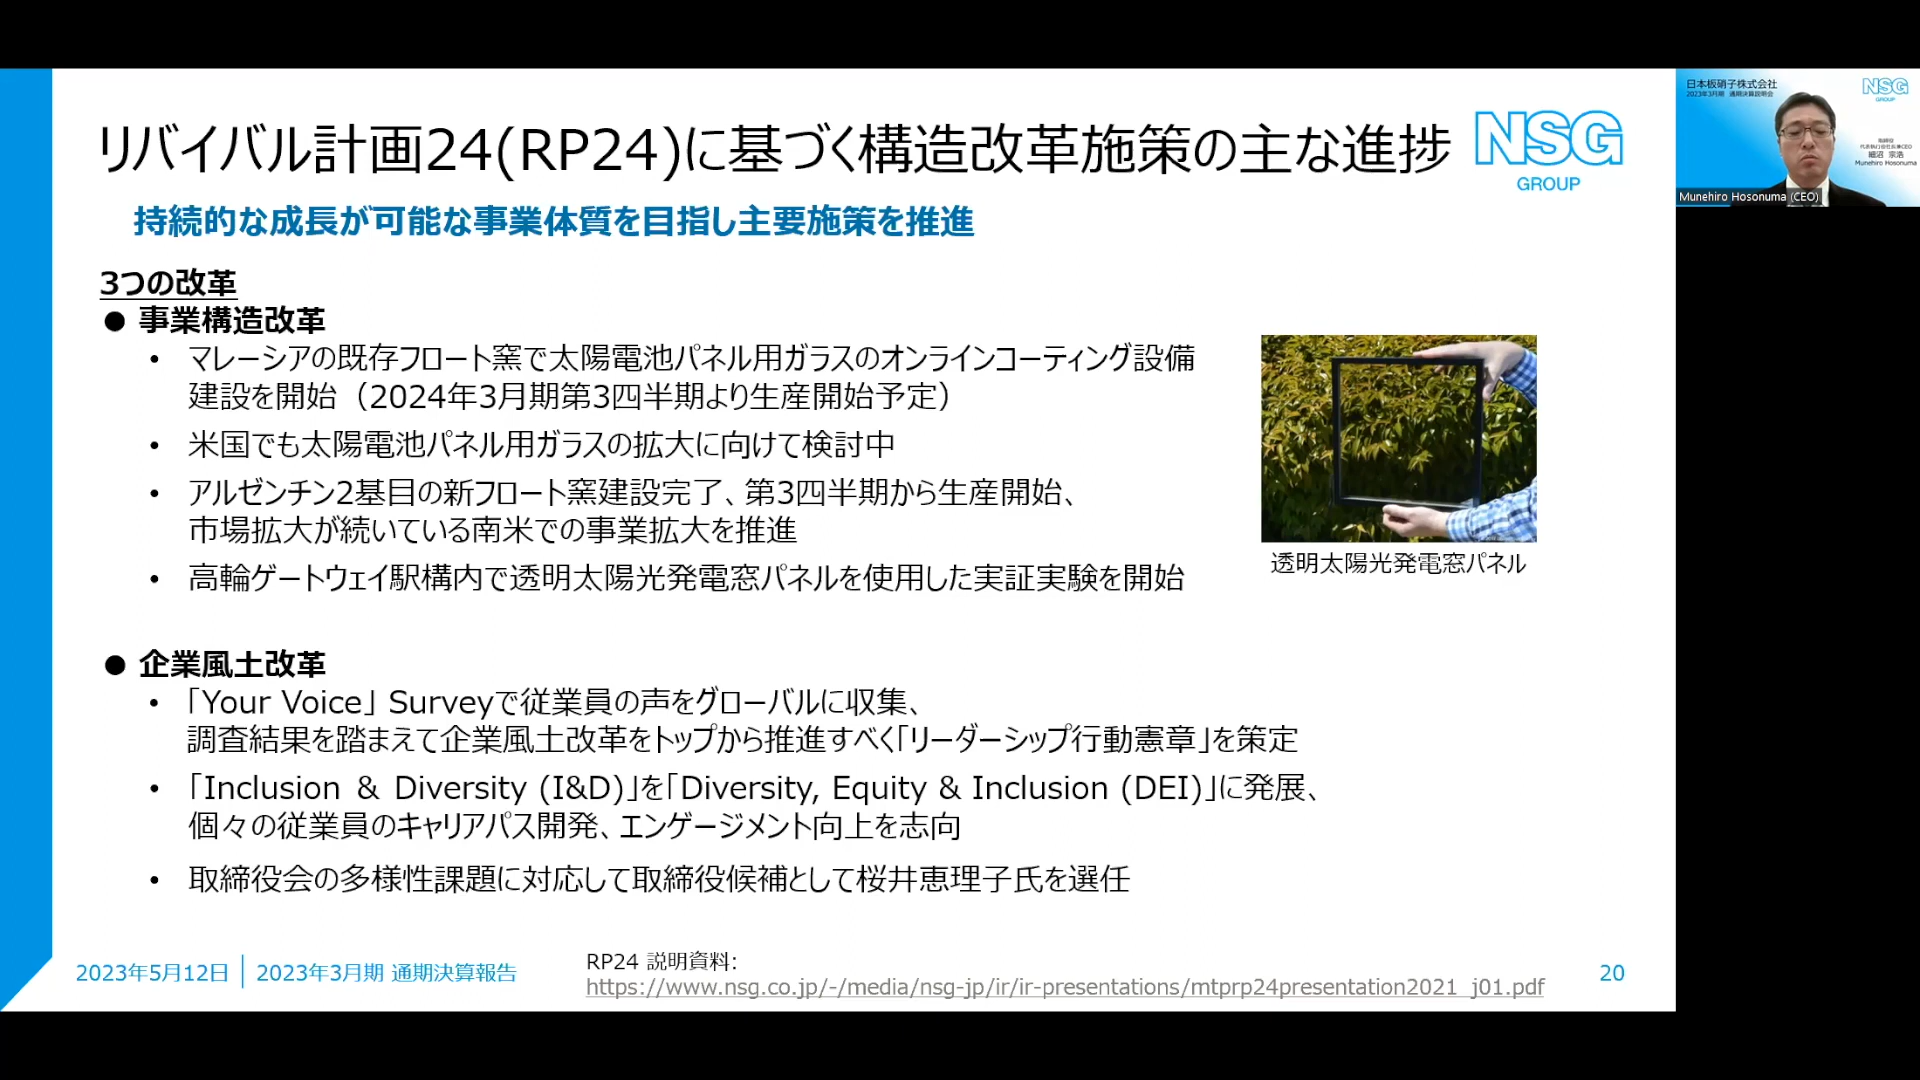 リバイバル計画24(RP24)に基づく構造改革施策の主な進捗
NSG
GROUP
持続的な成長が可能な事業体質を目指し主要施策を推進
3つの改革
● 事業構造改革
• マレーシアの既存フロート窯で太陽電池パネル用ガラスのオンラインコーティング設備
建設を開始（2024年3月期第3四半期より生産開始予定）
• 米国でも太陽電池パネル用ガラスの拡大に向けて検討中
• アルゼンチン2基目の新フロート窯建設完了、第3四半期から生産開始、
市場拡大が続いている南米での事業拡大を推進
• 高輪ゲートウェイ駅構内で透明太陽光発電窓パネルを使用した実証実験を開始
透明太陽光発電窓パネル
● 企業風土改革
• 「Your Voice」Surveyで従業員の声をグローバルに収集、
調査結果を踏まえて企業風土改革をトップから推進すべく「リーダーシップ行動憲章」を策定
• 「Inclusion & Diversity (I&D)」を「Diversity, Equity & Inclusion (DEI)」に発展、
個々の従業員のキャリアパス開発、エンゲージメント向上を志向
• 取締役会の多様性課題に対応して取締役候補として桜井恵理子氏を選任
2023年5月12日 | 2023年3月期 通期決算報告
RP24 説明資料:
https://www.nsg.co.jp/-/media/nsg-jp/ir/ir-presentations/mtprp24presentation2021_j01.pdf
20
日本板硝子株式会社
2023年3月期 通期決算説明会
NSG
GROUP
取締役
代表執行役社長兼CEO
細沼 宗浩
Munehiro Hosonuma
Munehiro Hosonuma (CEO)